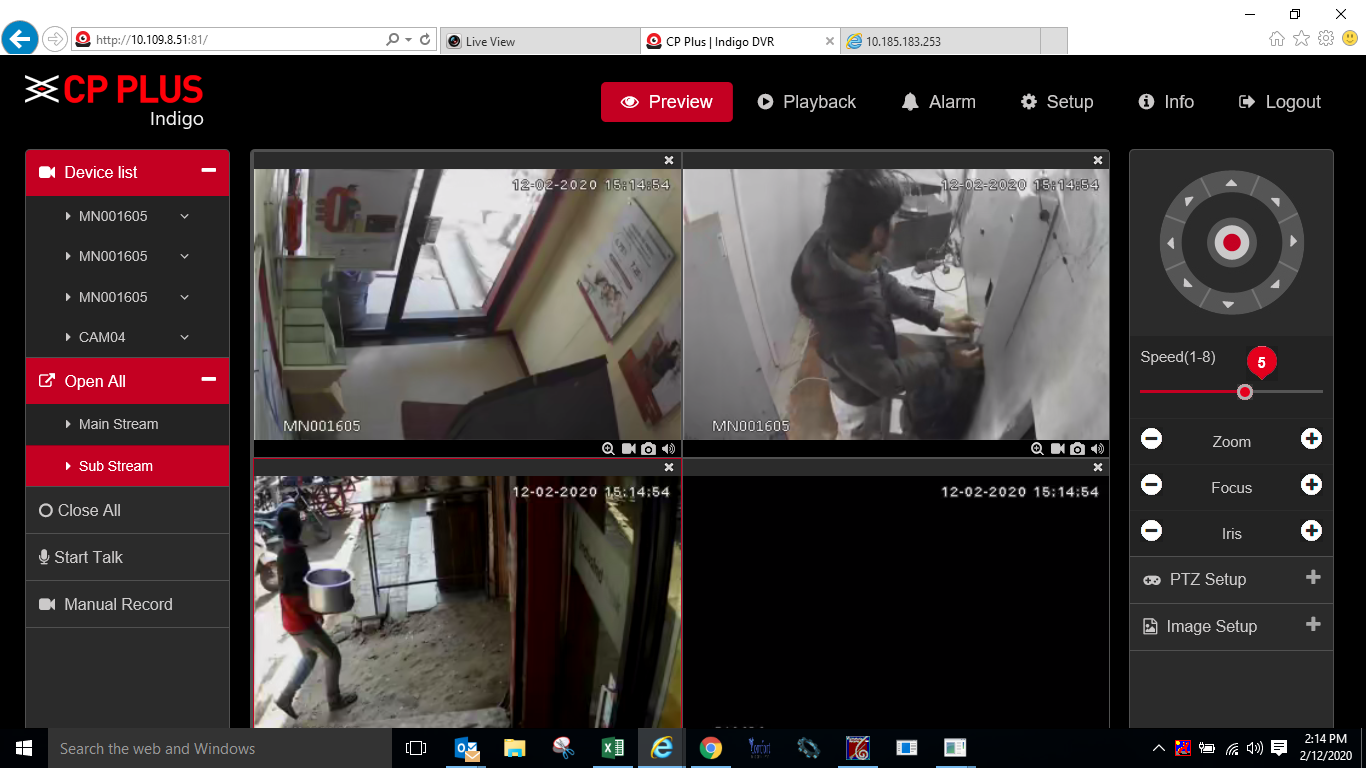 http://10.109.8.51:81/
Live View
CP Plus | Indigo DVR
10.185.183.253
CP PLUS
Indigo
Preview
Playback
Alarm
Setup
Info
Logout
Device list
MN001605
MN001605
MN001605
CAM04
Open All
Main Stream
Sub Stream
Close All
Start Talk
Manual Record
12-02-2020 15:14:54
MN001605
12-02-2020 15:14:54
MN001605
12-02-2020 15:14:54
12-02-2020 15:14:54
Speed(1-8)
5
Zoom
Focus
Iris
PTZ Setup
Image Setup
Search the web and Windows
2:14 PM
2/12/2020